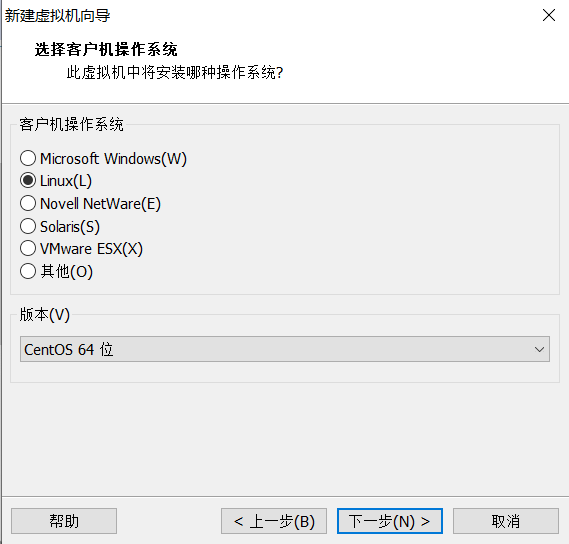 新建虚拟机向导
选择客户机操作系统
此虚拟机中将安装哪种操作系统?
客户机操作系统
Microsoft Windows(W)
Linux(L)
Novell NetWare(E)
Solaris(S)
VMware ESX(X)
其他(O)
版本(V)
CentOS 64 位
帮助
< 上一步(B)
下一步(N) >
取消